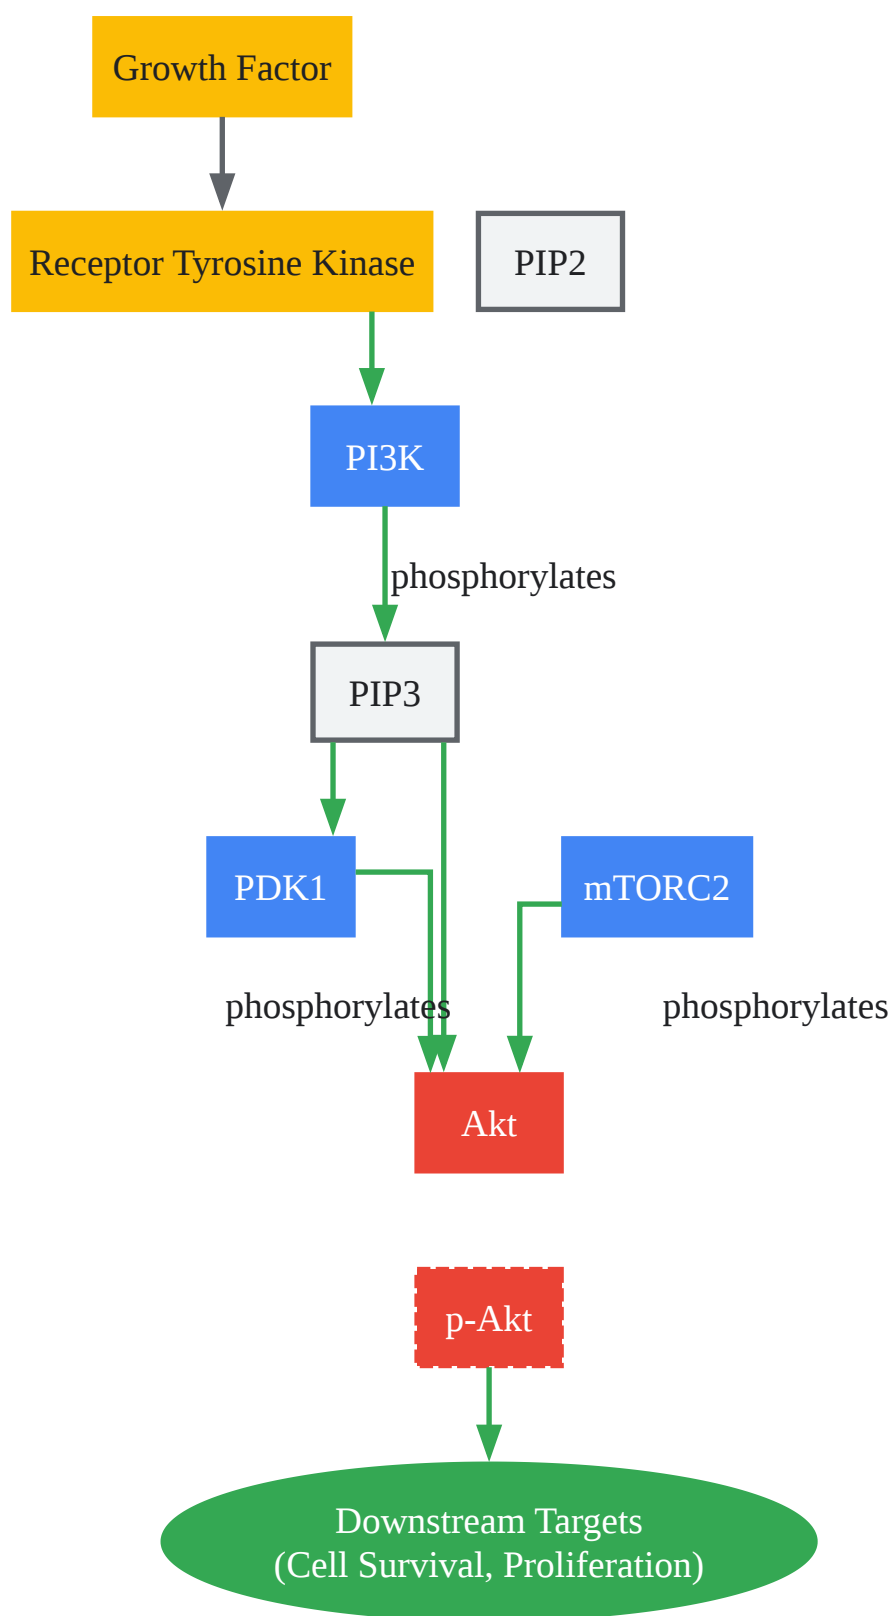 Growth Factor
Receptor Tyrosine Kinase
PIP2
PI3K
phosphorylates
PIP3
PDK1
mTORC2
phosphorylates
phosphorylates
Akt
p-Akt
Downstream Targets
(Cell Survival, Proliferation)